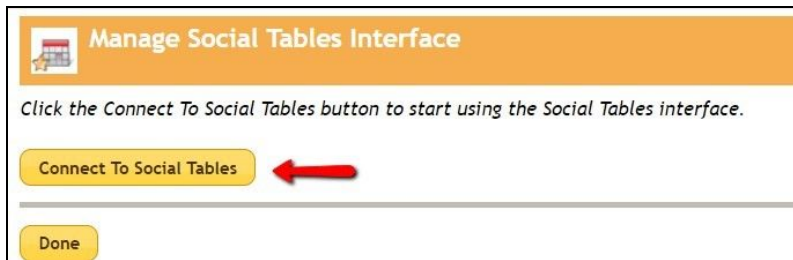 Manage Social Tables Interface
Click the Connect To Social Tables button to start using the Social Tables interface.
Connect To Social Tables
Done